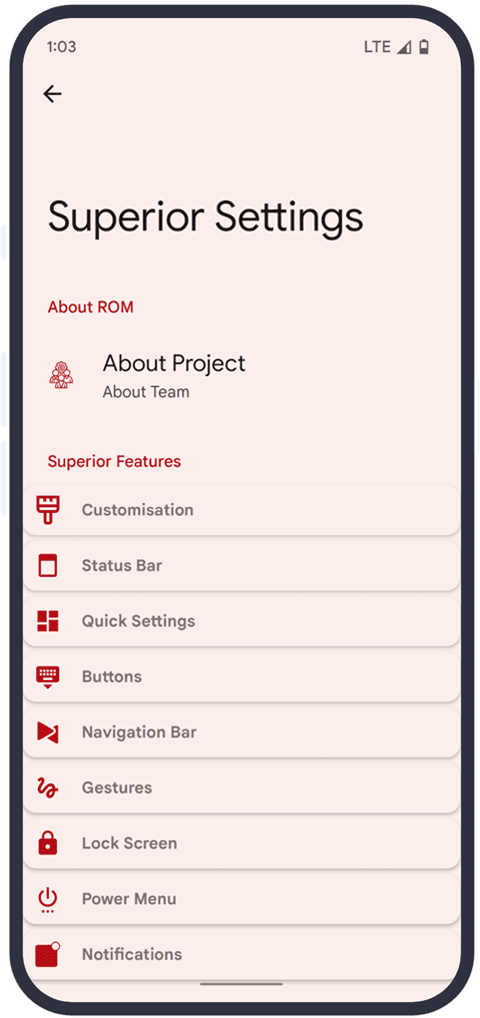 1:03
LTE
Superior Settings
About ROM
About Project
About Team
Superior Features
Customisation
Status Bar
Quick Settings
Buttons
Navigation Bar
Gestures
Lock Screen
Power Menu
Notifications